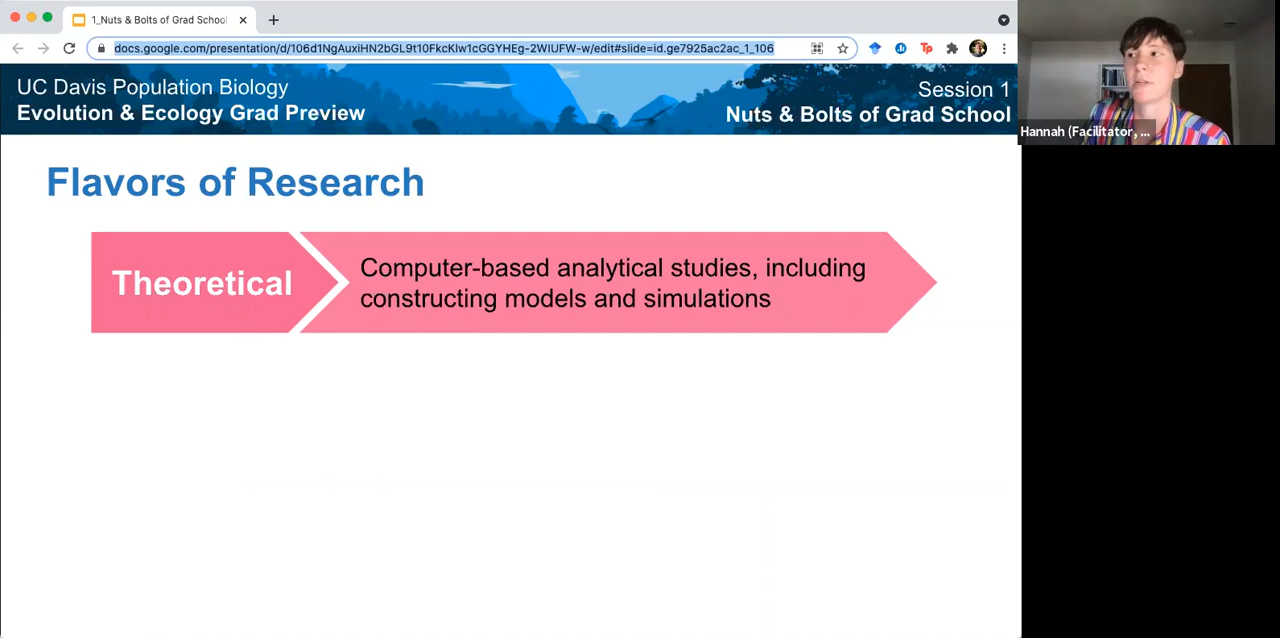 1_Nuts & Bolts of Grad School
docs.google.com/presentation/d/106d1NgAuxiHN2bGL9t10FkcKlw1cGGYHEg-2WIUFW-w/edit#slide=id.ge7925ac2ac_1_106
Tp
UC Davis Population Biology
Evolution & Ecology Grad Preview
Session 1
Nuts & Bolts of Grad School
Hannah (Facilitator, ...
Flavors of Research
Theoretical
Computer-based analytical studies, including
constructing models and simulations